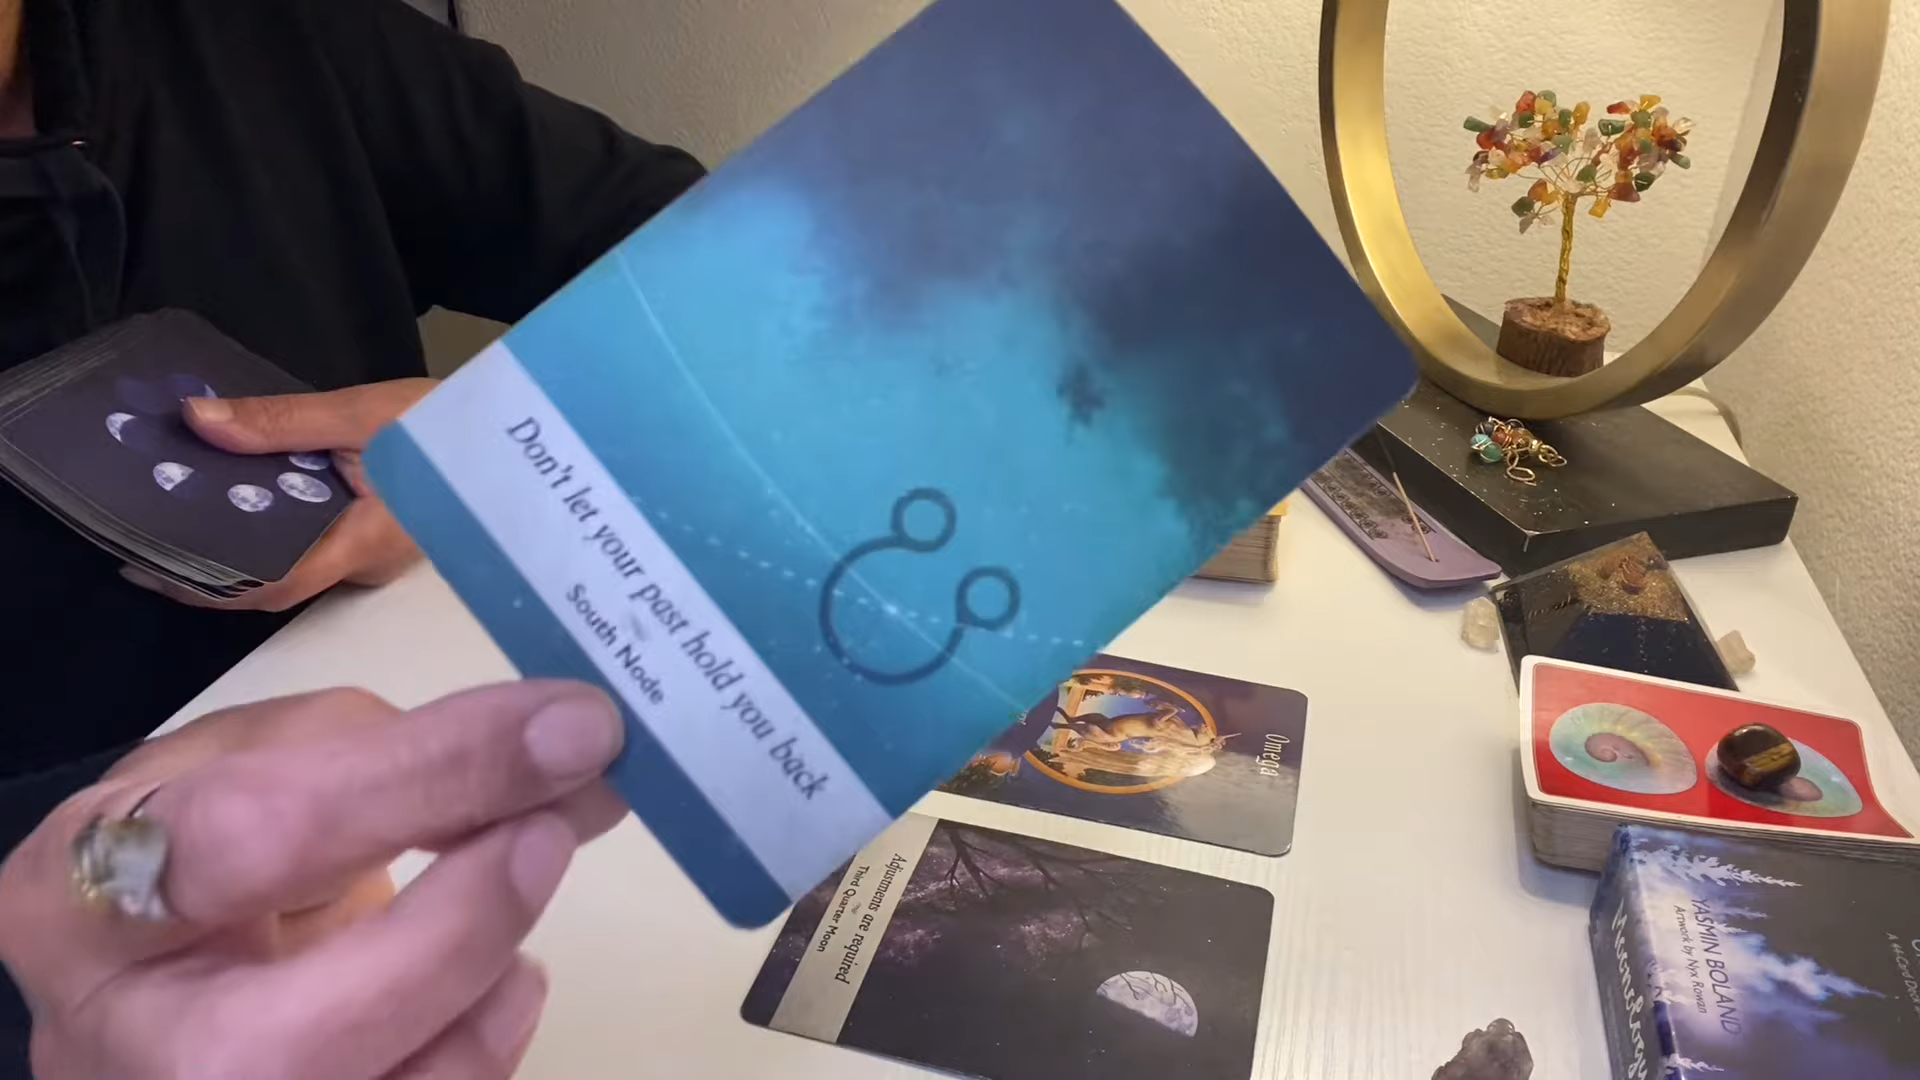 Don't let your past hold you back
South Node
Omega
Adjustments are required
Third Quarter Moon
YASMIN BOLAND
Artwork by Nyx Rowan
Moonology